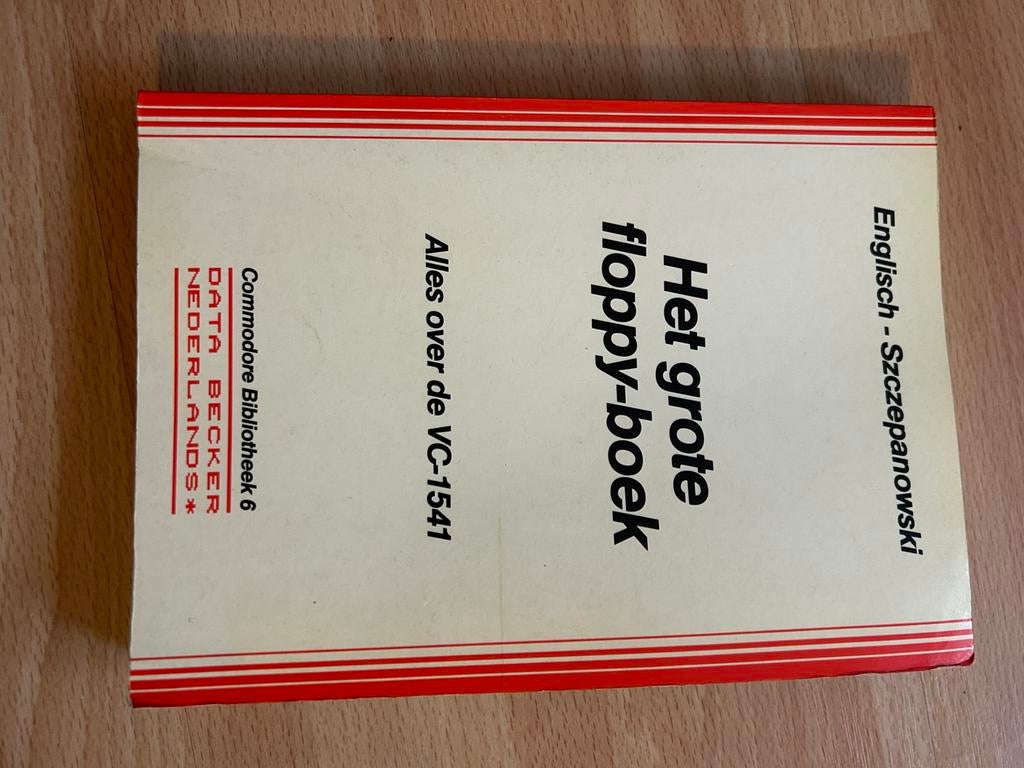 Englisch - Szczepanowski
Het grote
floppy-boek
Alles over de VC-1541
Commodore Bibliotheek 6
DATA BECKER
NEDERLANDS*